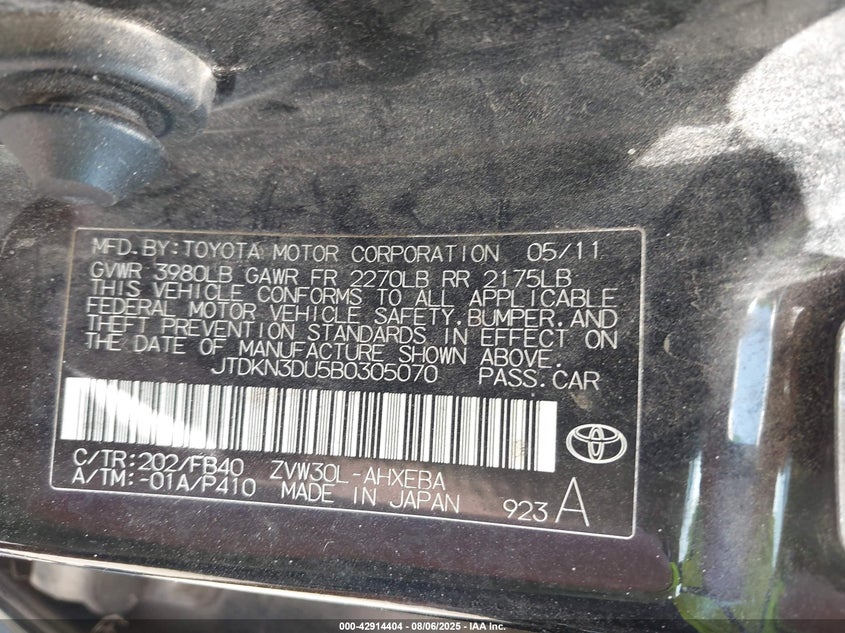 MFD.BY:TOYOTA MOTOR CORPORATION 05/11
GVWR 3980LB GAWR FR 2270LB RR 2175LB
THIS VEHICLE CONFORMS TO ALL APPLICABLE
FEDERAL MOTOR VEHICLE SAFETY,BUMPER,AND
THEFT PREVENTION STANDARDS IN EFFECT ON
THE DATE OF MANUFACTURE SHOWN ABOVE.
JTDKN3DU5B0305070 PASS.CAR
C/TR:202/FB40 ZVW30L-AHXEBA
A/TM:-01A/P410 MADE IN JAPAN 923 A
000-42914404 - 08/06/2025 - IAA Inc.